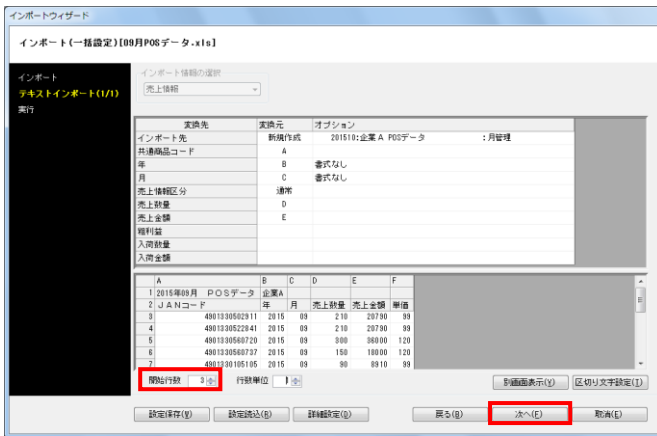 インポートウィザード
インポート(一括設定)[09月POSデータ.xls]
インポート
テキストインポート(1/1)
実行
インポート情報の選択
売上情報
変換先 変換元 オプション
インポート先 新規作成 201510:企業A POSデータ :月管理
共通商品コード A
年 B 書式なし
月 C 書式なし
売上情報区分 通常
売上数量 D
売上金額 E
粗利益
入荷数量
入荷金額
A B C D E F
1 2015年09月 POSデータ 企業A
2 JANコード 年 月 売上数量 売上金額 単価
3 4901330502911 2015 09 210 20790 99
4 4901330522841 2015 09 210 20790 99
5 4901330568720 2015 09 300 36000 120
6 4901330568737 2015 09 150 18000 120
7 4901330105105 2015 09 90 8910 99
開始行数 3 行数単位 1 別画面表示(Y) 区切り文字設定(T)
設定保存(W) 設定読込(R) 詳細設定(D) 戻る(B) 次へ(F) 取消(E)